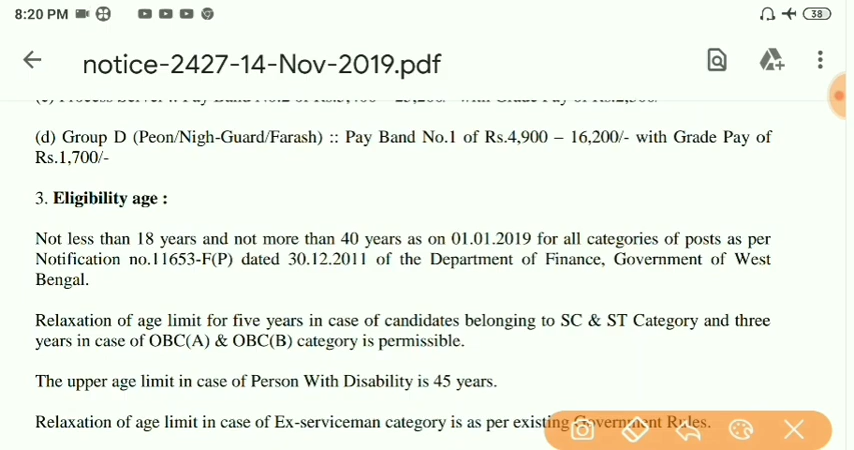 8:20 PM
38
notice-2427-14-Nov-2019.pdf
(d) Group D (Peon/Nigh-Guard/Farash) :: Pay Band No.1 of Rs.4,900 – 16,200/- with Grade Pay of
Rs.1,700/-
3. Eligibility age :
Not less than 18 years and not more than 40 years as on 01.01.2019 for all categories of posts as per
Notification no.11653-F(P) dated 30.12.2011 of the Department of Finance, Government of West
Bengal.
Relaxation of age limit for five years in case of candidates belonging to SC & ST Category and three
years in case of OBC(A) & OBC(B) category is permissible.
The upper age limit in case of Person With Disability is 45 years.
Relaxation of age limit in case of Ex-serviceman category is as per existing Government Rules.